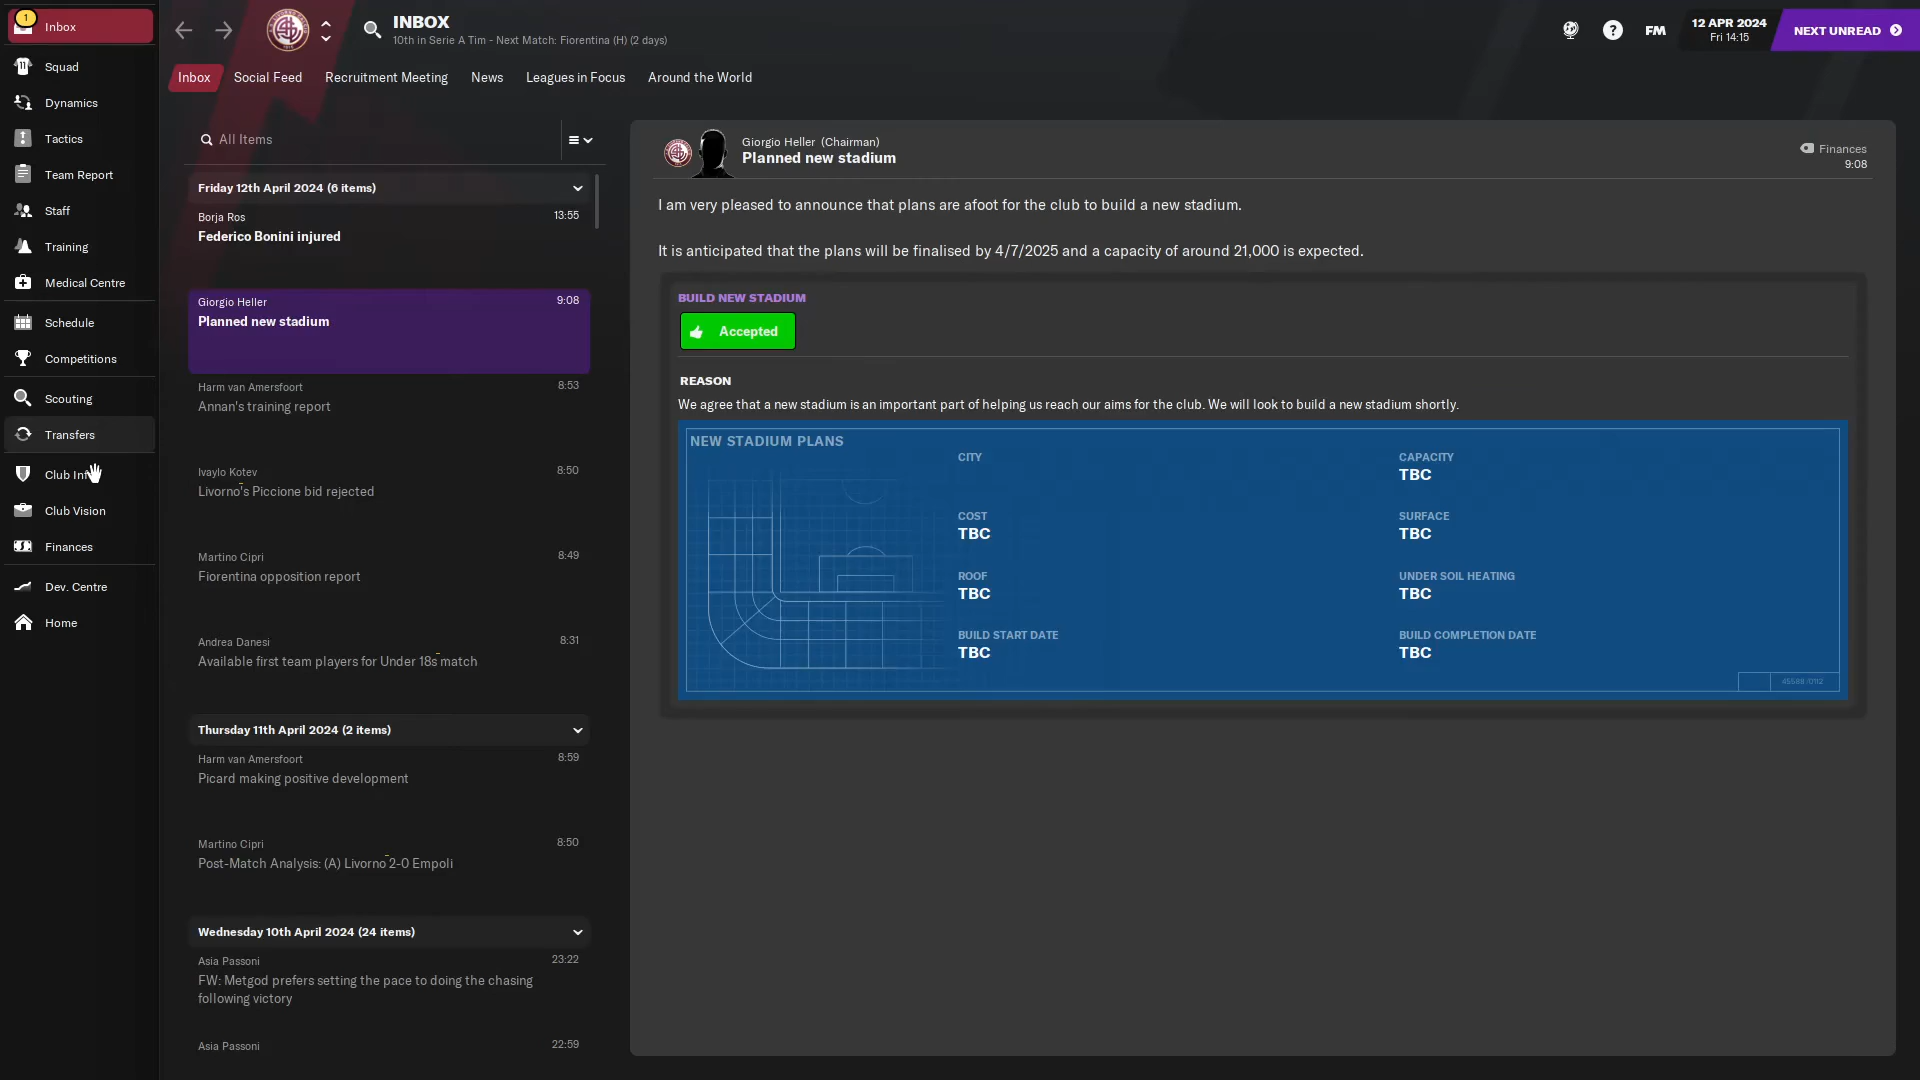 1
Inbox
Squad
Dynamics
Tactics
Team Report
Staff
Training
Medical Centre
Schedule
Competitions
Scouting
Transfers
Club In
Club Vision
Finances
Dev. Centre
Home
INBOX
10th in Serie A Tim - Next Match: Fiorentina (H) (2 days)
FM
12 APR 2024
Fri 14:15
NEXT UNREAD
Inbox
Social Feed
Recruitment Meeting
News
Leagues in Focus
Around the World
All Items
Friday 12th April 2024 (6 items)
Borja Ros
13:55
Federico Bonini injured
Giorgio Heller
9:08
Planned new stadium
Harm van Amersfoort
8:53
Annan's training report
Ivaylo Kotev
8:50
Livorno's Piccione bid rejected
Martino Cipri
8:49
Fiorentina opposition report
Andrea Danesi
8:31
Available first team players for Under 18s match
Thursday 11th April 2024 (2 items)
Harm van Amersfoort
8:59
Picard making positive development
Martino Cipri
8:50
Post-Match Analysis: (A) Livorno 2-0 Empoli
Wednesday 10th April 2024 (24 items)
Asia Passoni
23:22
FW: Metgod prefers setting the pace to doing the chasing
following victory
Asia Passoni
22:59
Giorgio Heller (Chairman)
Planned new stadium
Finances
9:08
I am very pleased to announce that plans are afoot for the club to build a new stadium.
It is anticipated that the plans will be finalised by 4/7/2025 and a capacity of around 21,000 is expected.
BUILD NEW STADIUM
Accepted
REASON
We agree that a new stadium is an important part of helping us reach our aims for the club. We will look to build a new stadium shortly.
NEW STADIUM PLANS
CITY
CAPACITY
TBC
COST
TBC
SURFACE
TBC
ROOF
TBC
UNDER SOIL HEATING
TBC
BUILD START DATE
TBC
BUILD COMPLETION DATE
TBC